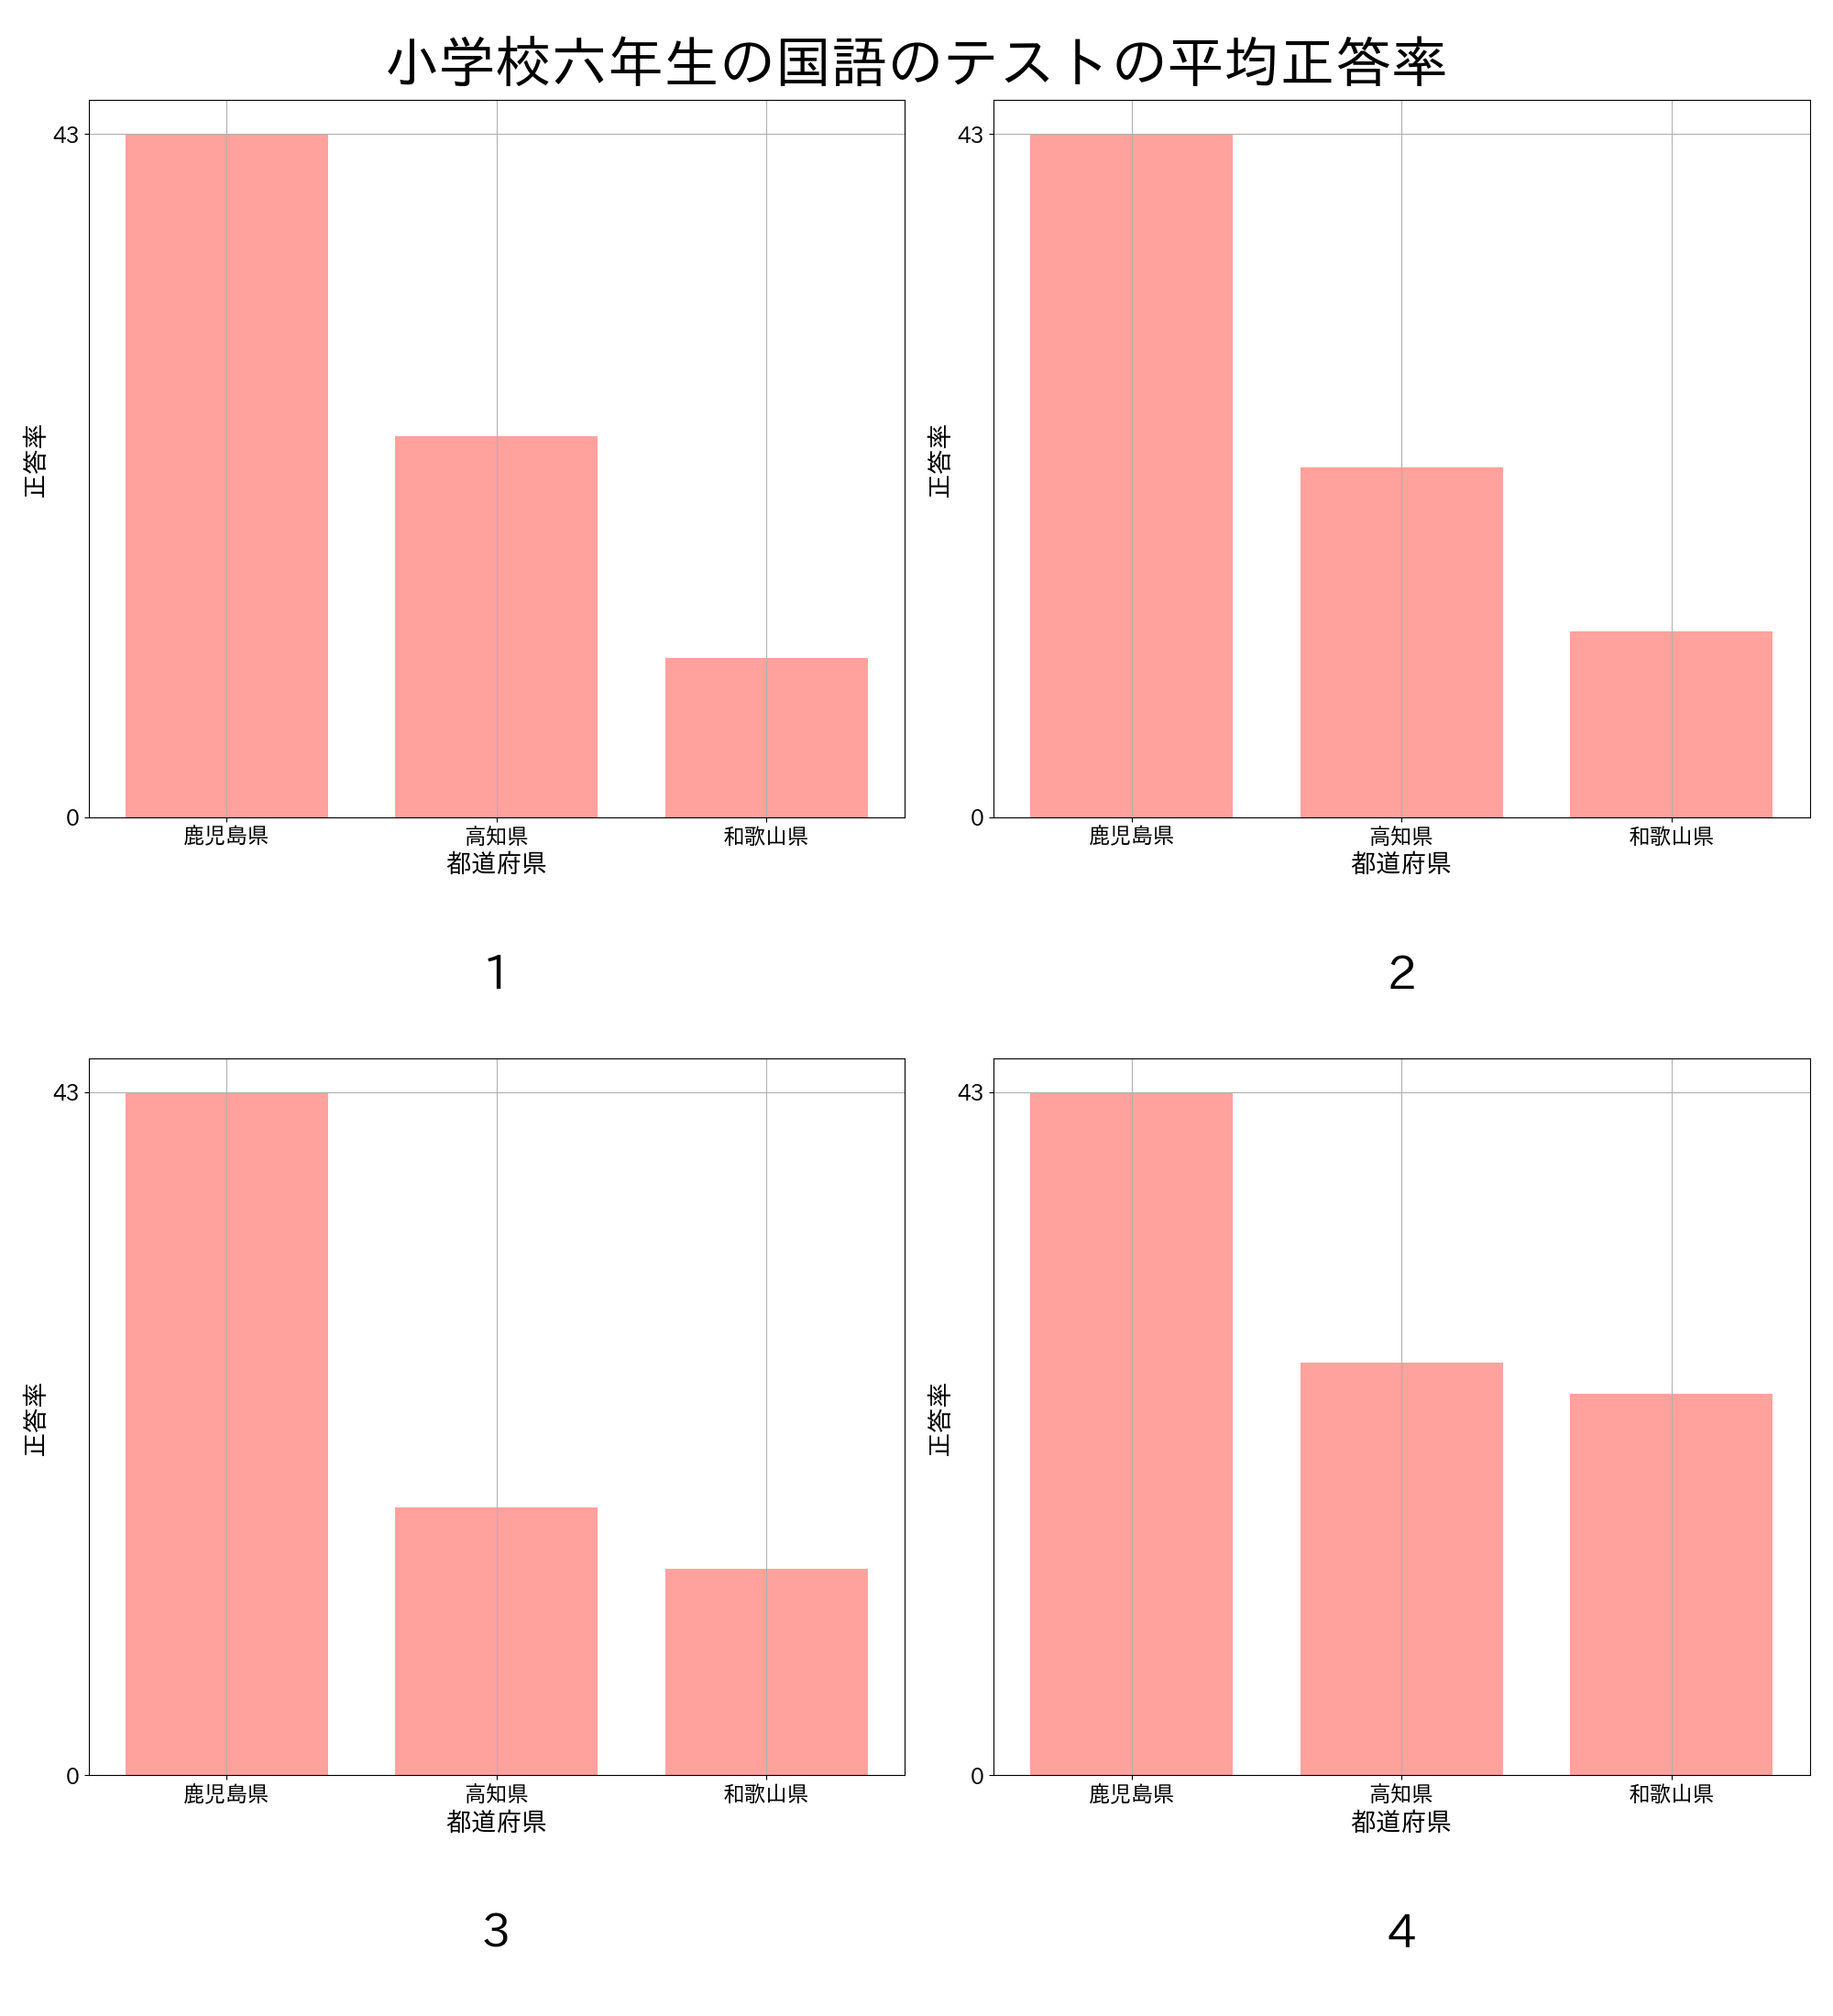 小学校六年生の国語のテストの平均正答率
43
0
正答率
鹿児島県 高知県 和歌山県
都道府県
1
43
0
正答率
鹿児島県 高知県 和歌山県
都道府県
2
43
0
正答率
鹿児島県 高知県 和歌山県
都道府県
3
43
0
正答率
鹿児島県 高知県 和歌山県
都道府県
4